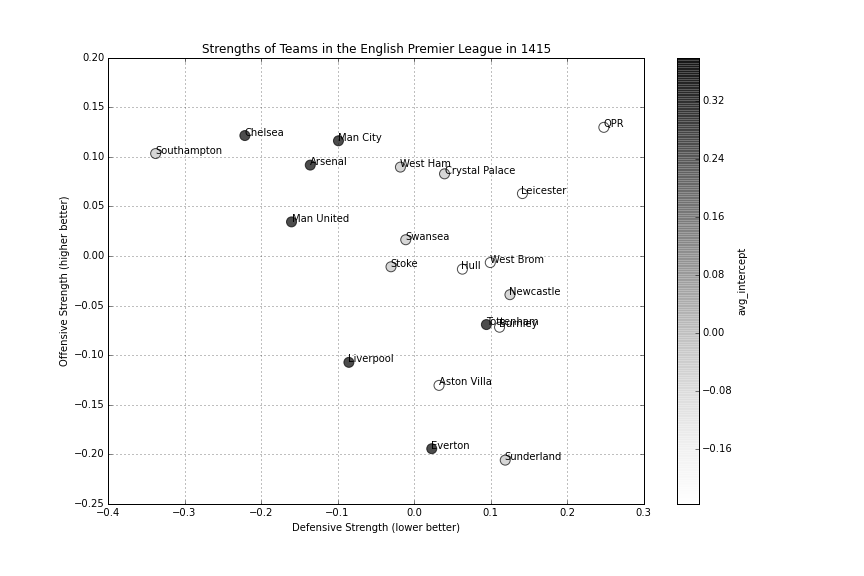 Strengths of Teams in the English Premier League in 1415
0.20
0.15
0.10
0.05
0.00
−0.05
−0.10
−0.15
−0.20
−0.25
Offensive Strength (higher better)
QPR
Chelsea
Man City
Southampton
Arsenal
West Ham
Crystal Palace
Leicester
Man United
Swansea
Stoke
Hull
West Brom
Newcastle
Tottenham
Burnley
Liverpool
Aston Villa
Everton
Sunderland
−0.4
−0.3
−0.2
−0.1
0.0
0.1
0.2
0.3
Defensive Strength (lower better)
0.32
0.24
0.16
0.08
0.00
−0.08
−0.16
avg_intercept